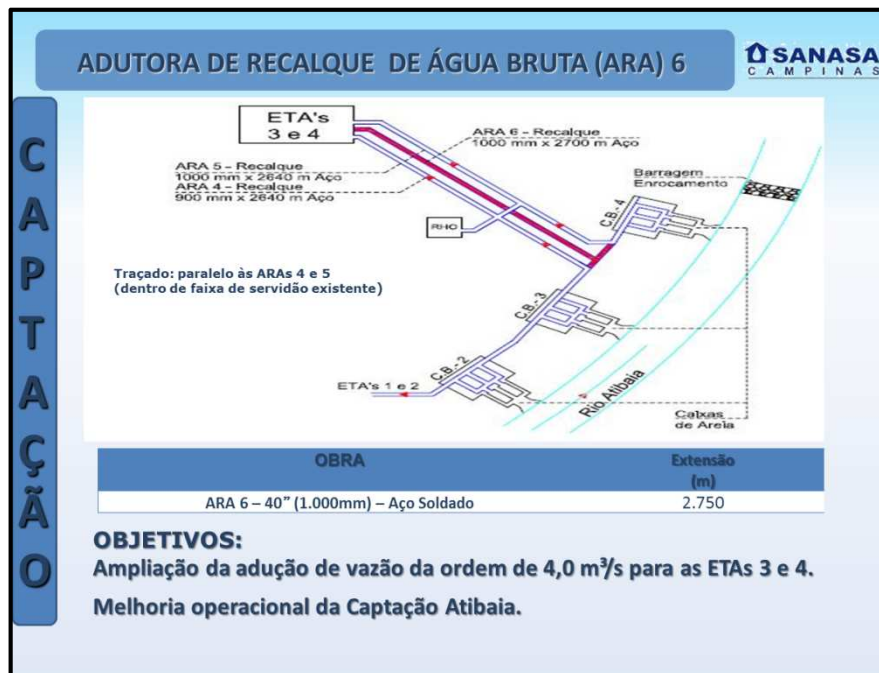 ADUTORA DE RECALQUE DE ÁGUA BRUTA (ARA) 6
SANASA
CAMPINAS
CAPTAÇÃO
ETA's
3 e 4
ARA 6 - Recalque
1000 mm x 2700 m Aço
ARA 5 - Recalque
1000 mm x 2640 m Aço
ARA 4 - Recalque
900 mm x 2640 m Aço
RHO
Barragem
Enrocamento
C.B.-4
Traçado: paralelo às ARAs 4 e 5
(dentro de faixa de servidão existente)
C.B.-3
C.B.-2
ETA's 1 e 2
Rio Atibaia
Caixas
de Areia
OBRA
Extensão
(m)
ARA 6 – 40” (1.000mm) – Aço Soldado
2.750
OBJETIVOS:
Ampliação da adução de vazão da ordem de 4,0 m³/s para as ETAs 3 e 4.
Melhoria operacional da Captação Atibaia.